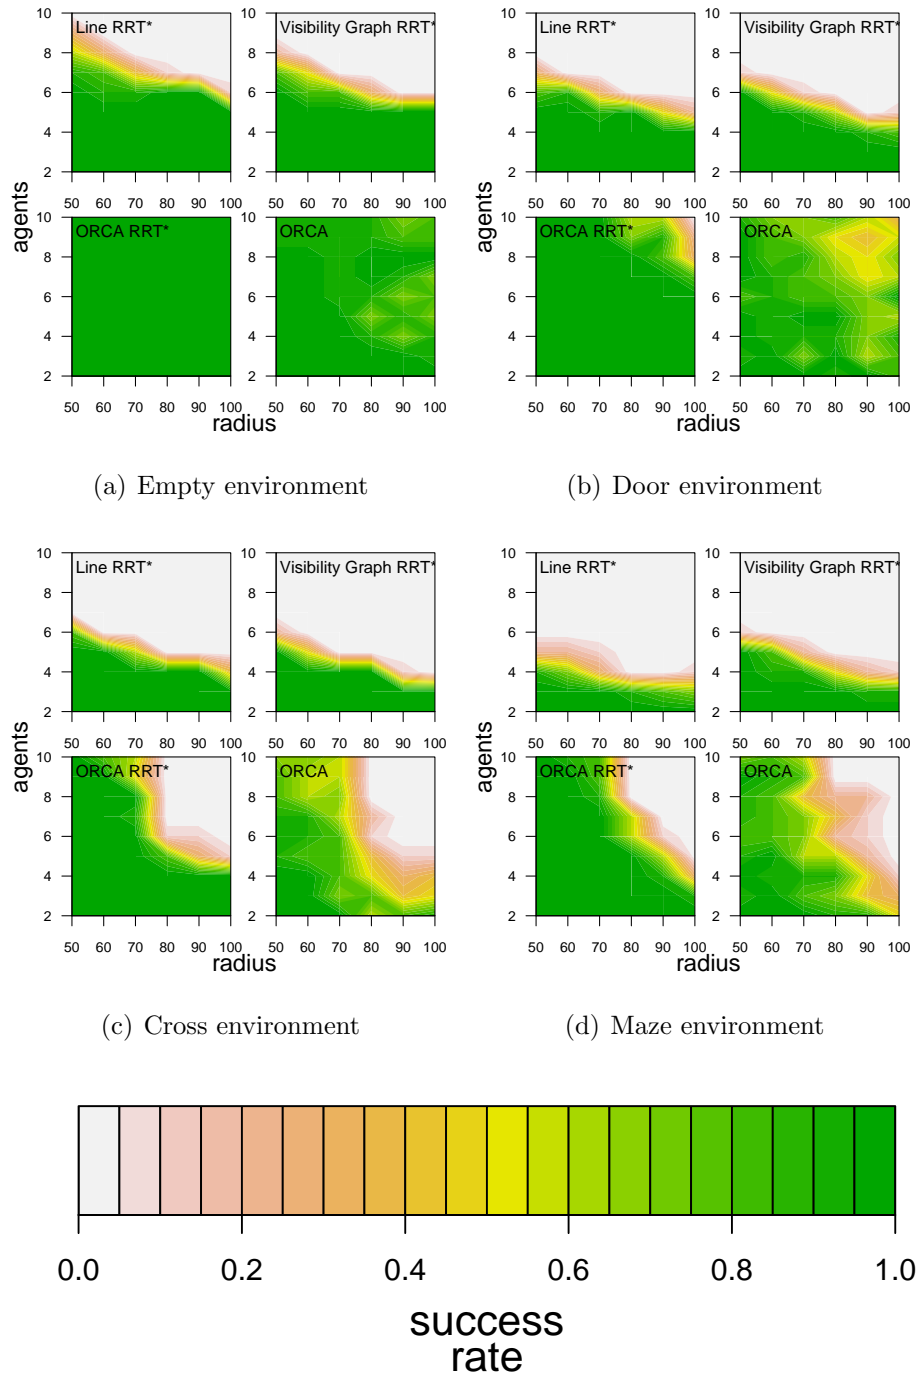 Line RRT* Visibility Graph RRT*
10
8
6
4
2
50 60 70 80 90 100 50 60 70 80 90 100
ORCA RRT* ORCA
10
8
6
4
2
50 60 70 80 90 100 50 60 70 80 90 100
agents
radius
(a) Empty environment
Line RRT* Visibility Graph RRT*
10
8
6
4
2
50 60 70 80 90 100 50 60 70 80 90 100
ORCA RRT* ORCA
10
8
6
4
2
50 60 70 80 90 100 50 60 70 80 90 100
agents
radius
(b) Door environment
Line RRT* Visibility Graph RRT*
10
8
6
4
2
50 60 70 80 90 100 50 60 70 80 90 100
ORCA RRT* ORCA
10
8
6
4
2
50 60 70 80 90 100 50 60 70 80 90 100
agents
radius
(c) Cross environment
Line RRT* Visibility Graph RRT*
10
8
6
4
2
50 60 70 80 90 100 50 60 70 80 90 100
ORCA RRT* ORCA
10
8
6
4
2
50 60 70 80 90 100 50 60 70 80 90 100
agents
radius
(d) Maze environment
0.0 0.2 0.4 0.6 0.8 1.0
success
rate